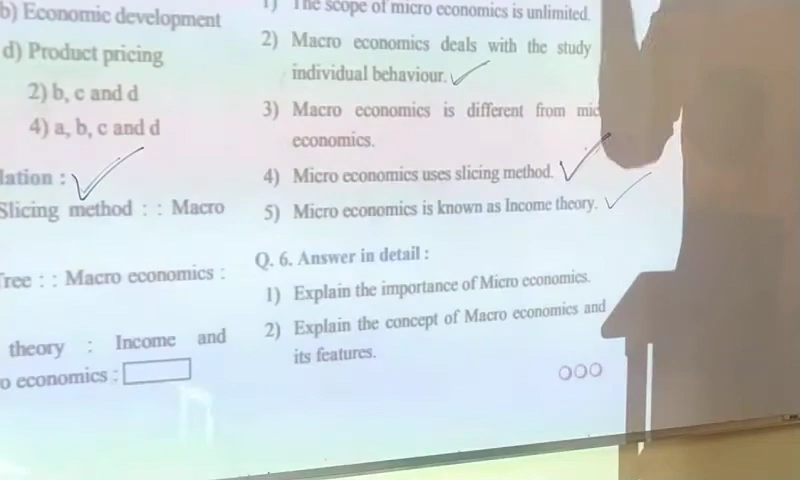 b) Economic development
d) Product pricing
2) b, c and d
4) a, b, c and d
lation :
Slicing method : : Macro
Tree : : Macro economics :
theory : Income and
o economics :
1) The scope of micro economics is unlimited.
2) Macro economics deals with the study
individual behaviour.
3) Macro economics is different from mic
economics.
4) Micro economics uses slicing method.
5) Micro economics is known as Income theory.
Q. 6. Answer in detail :
1) Explain the importance of Micro economics.
2) Explain the concept of Macro economics and
its features.